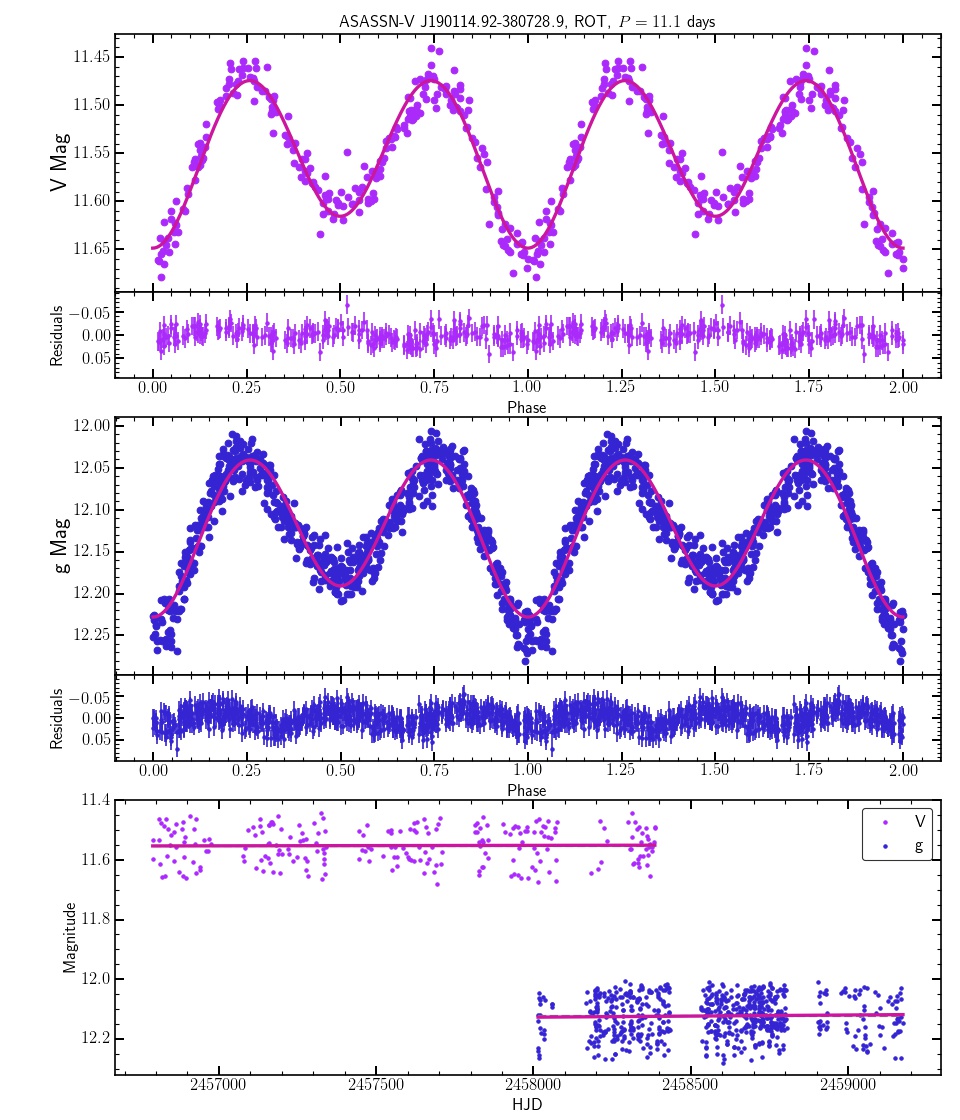 ASASSN-V J190114.92-380728.9, ROT, P = 11.1 days
11.45
11.50
11.55
11.60
11.65
V Mag
−0.05
0.00
0.05
Residuals
0.00 0.25 0.50 0.75 1.00 1.25 1.50 1.75 2.00
Phase
12.00
12.05
12.10
12.15
12.20
12.25
g Mag
−0.05
0.00
0.05
Residuals
0.00 0.25 0.50 0.75 1.00 1.25 1.50 1.75 2.00
Phase
11.4
11.6
11.8
12.0
12.2
Magnitude
V
g
2457000 2457500 2458000 2458500 2459000
HJD